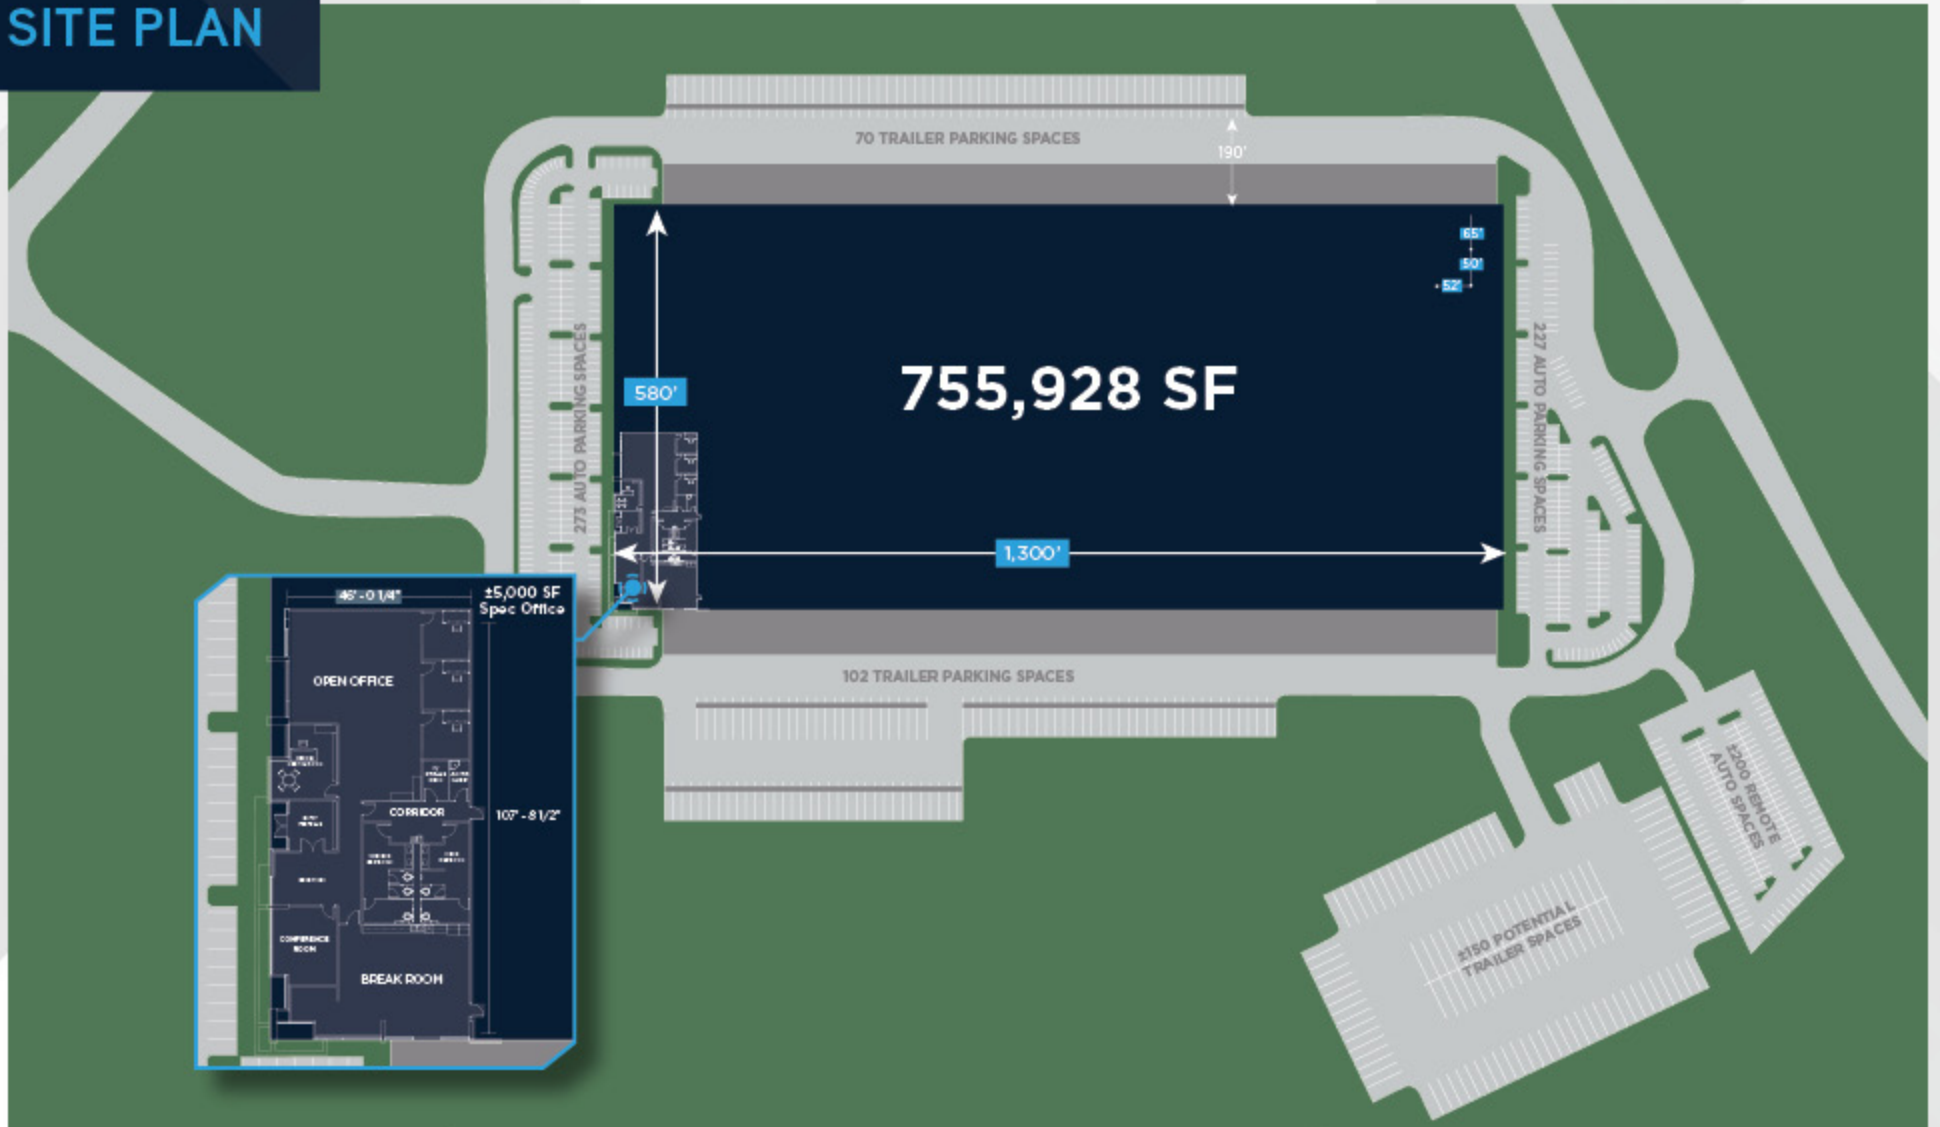 SITE PLAN
70 TRAILER PARKING SPACES
190'
65'
50'
52'
580'
755,928 SF
273 AUTO PARKING SPACES
227 AUTO PARKING SPACES
1,300'
46' - 0 1/4"
±5,000 SF
Spec Office
OPEN OFFICE
CORRIDOR
107' - 8 1/2"
CONFERENCE
ROOM
BREAK ROOM
102 TRAILER PARKING SPACES
±200 REMOTE
AUTO SPACES
±150 POTENTIAL
TRAILER SPACES